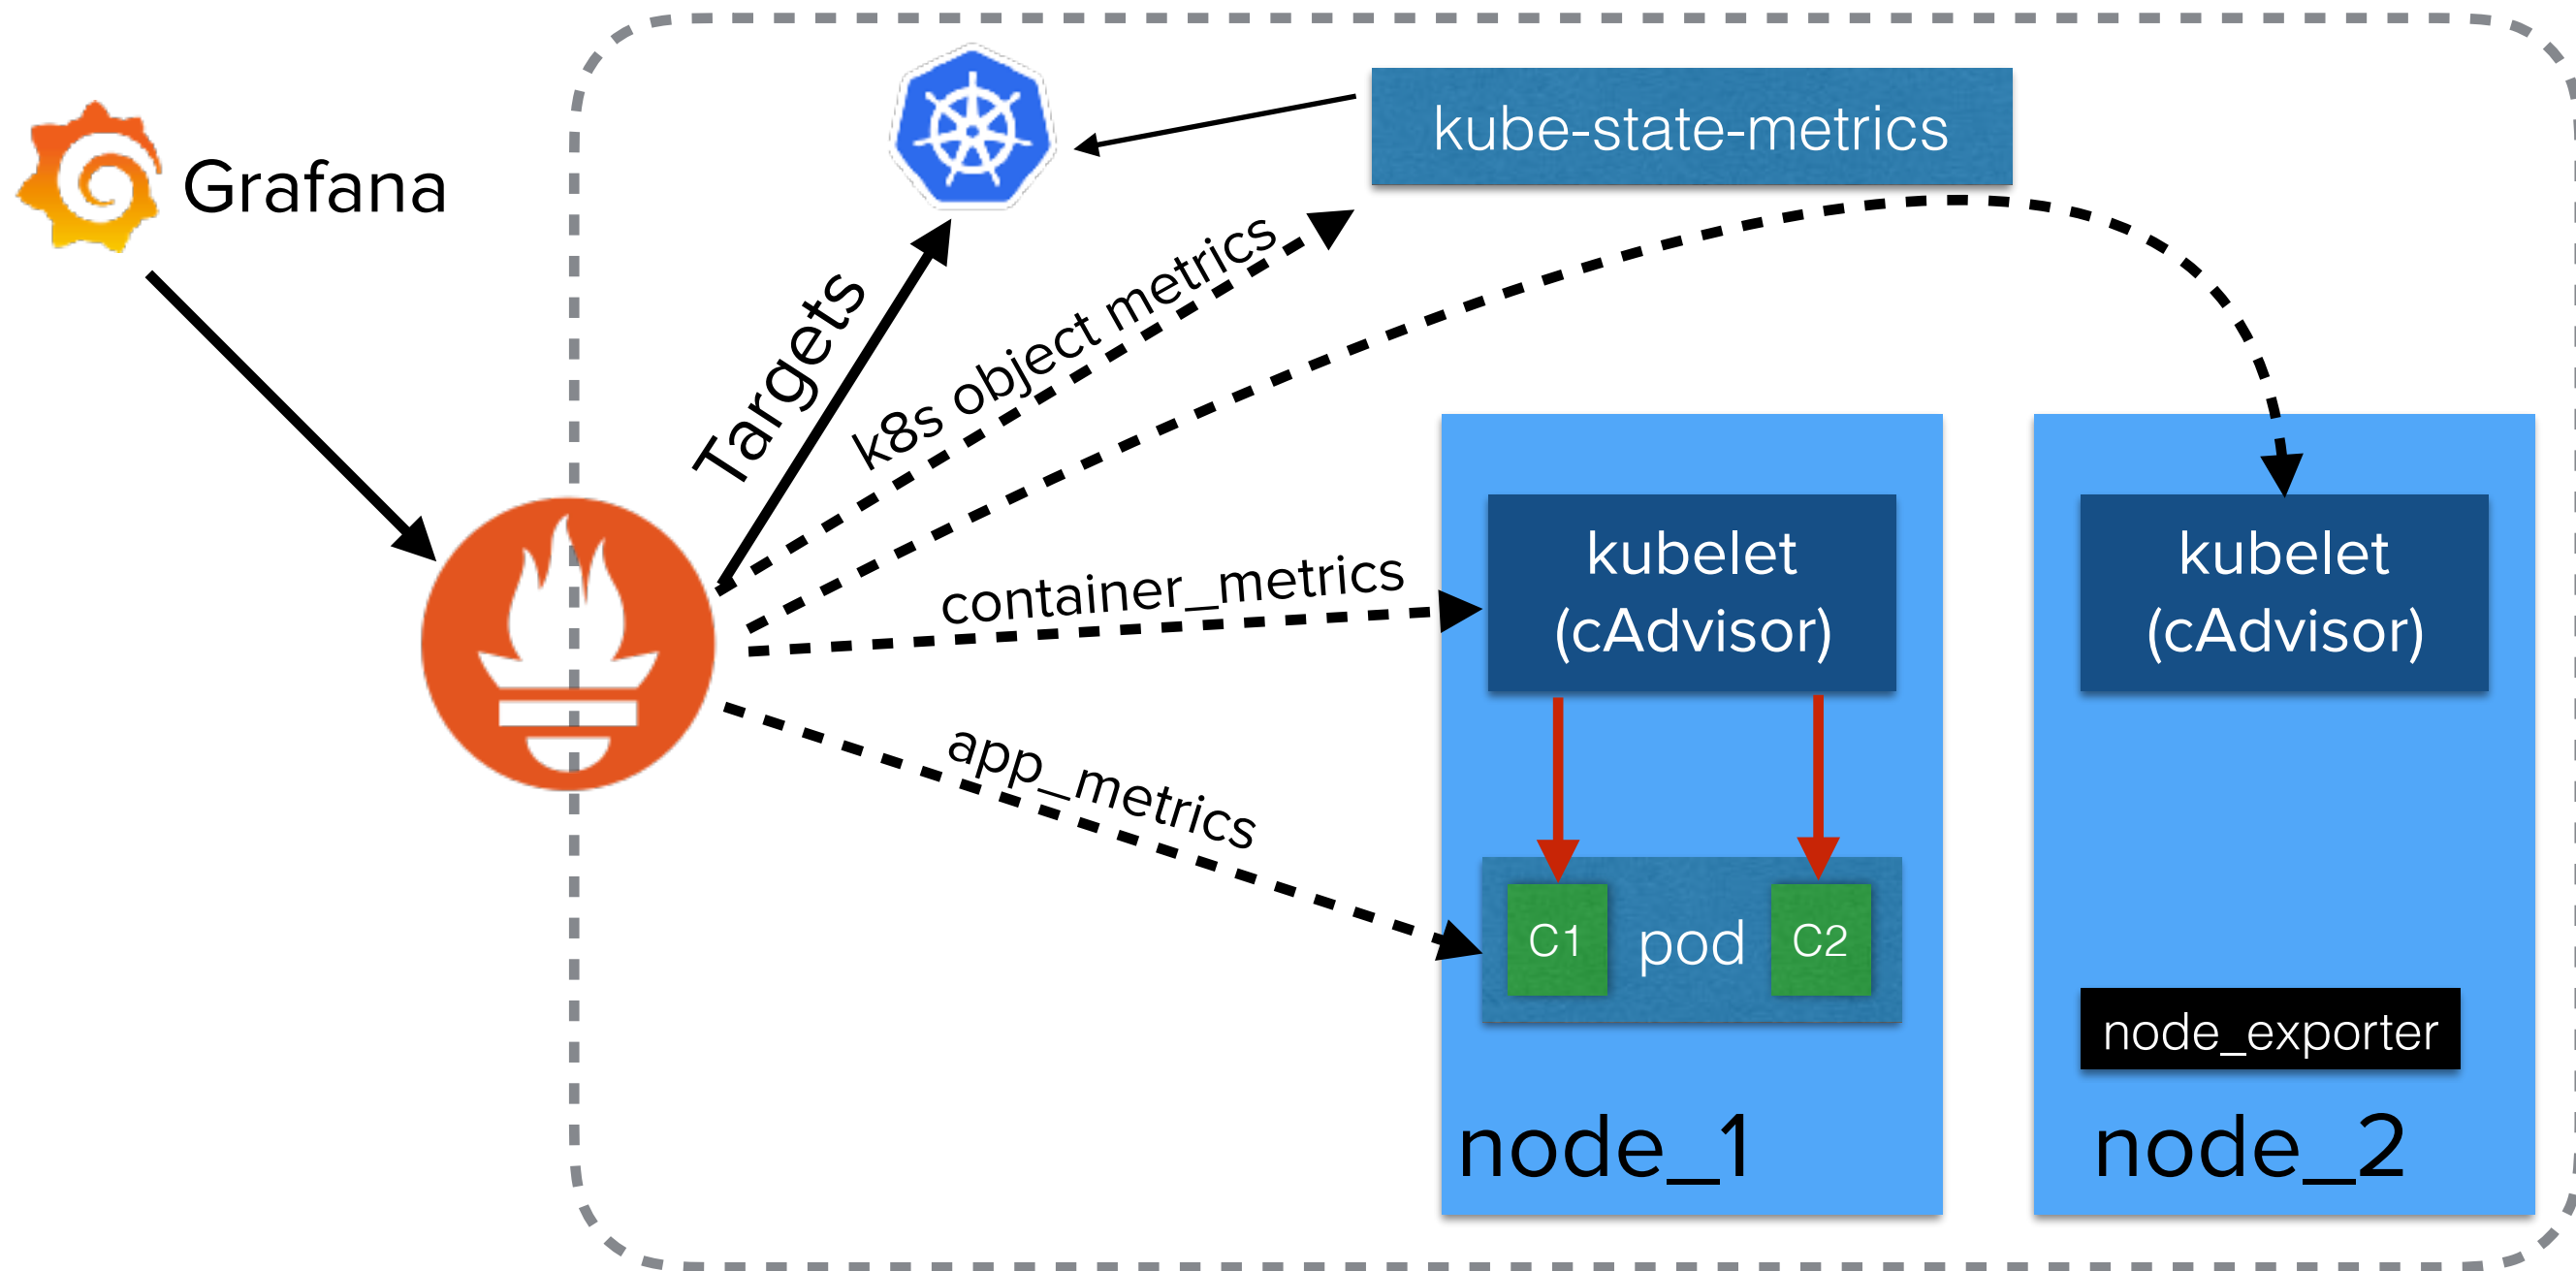 Grafana
kube-state-metrics
Targets
k8s object metrics
container_metrics
app_metrics
kubelet
(cAdvisor)
kubelet
(cAdvisor)
C1
pod
C2
node_exporter
node_1
node_2